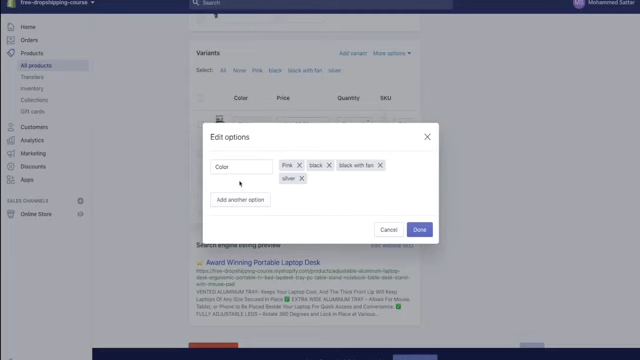 free-dropshipping-course
Search
MS
Mohammed Sattar
Home
Orders
Products
All products
Transfers
Inventory
Collections
Gift cards
Customers
Analytics
Marketing
Discounts
Apps
SALES CHANNELS
Online Store
Variants
Add variant
More options
Select: All None Pink black black with fan silver
Color Price Quantity SKU
Edit options
Color
Pink black black with fan
silver
Add another option
Cancel
Done
Search engine listing preview
Edit website SEO
Award Winning Portable Laptop Desk
https://free-dropshipping-course.myshopify.com/products/adjustable-aluminum-laptop-
desk-ergonomic-portable-tv-bed-lapdesk-tray-pc-table-stand-notebook-table-desk-stand-
with-mouse-pad
VENTED ALUMINUM TRAY- Keeps Your Laptop Cool. And The Third Front Lip Will Keep
Laptops Of Any Size Secured In Place ✅ EXTRA WIDE ALUMINUM – Allows For Mouse,
Tablet, or Phone to Be Placed Beside Your Laptop For Quick Access and Convenience. ✅
FULLY ADJUSTABLE LEGS – Rotate 360 Degrees and Lock in Place at Various...